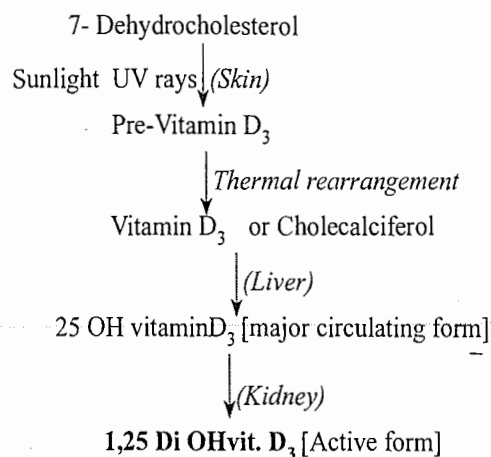 7- Dehydrocholesterol
Sunlight UV rays (Skin)
Pre-Vitamin D₃
Thermal rearrangement
Vitamin D₃ or Cholecalciferol
(Liver)
25 OH vitaminD₃ [major circulating form]
(Kidney)
1,25 Di OHvit. D₃ [Active form]